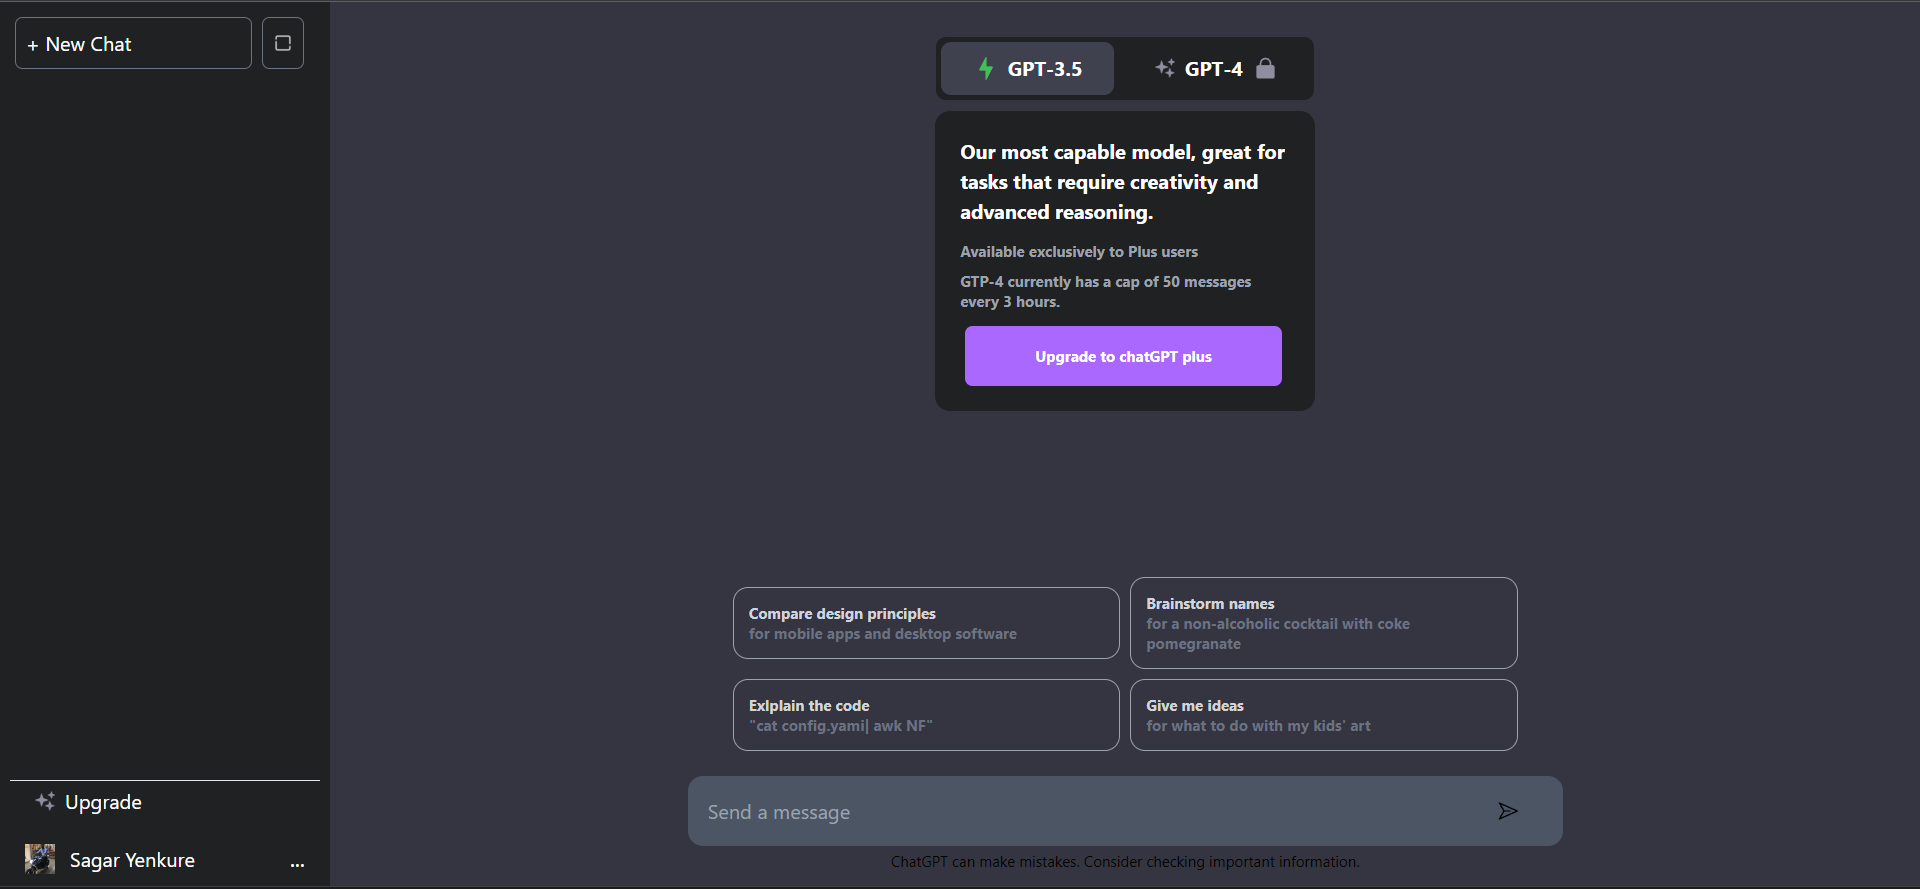 + New Chat
GPT-3.5
GPT-4
Our most capable model, great for
tasks that require creativity and
advanced reasoning.
Available exclusively to Plus users
GTP-4 currently has a cap of 50 messages
every 3 hours.
Upgrade to chatGPT plus
Compare design principles
for mobile apps and desktop software
Brainstorm names
for a non-alcoholic cocktail with coke
pomegranate
Exlplain the code
"cat config.yami| awk NF"
Give me ideas
for what to do with my kids' art
Send a message
ChatGPT can make mistakes. Consider checking important information.
Upgrade
Sagar Yenkure
...